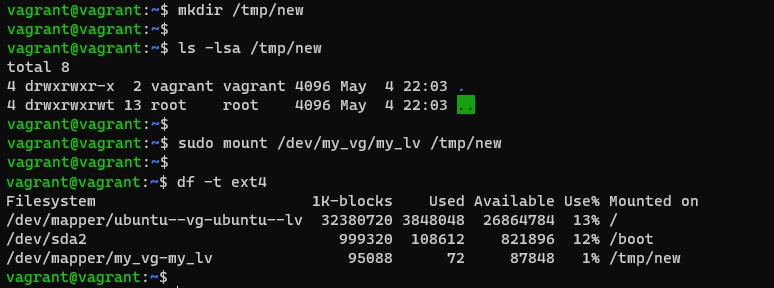 vagrant@vagrant:~$ mkdir /tmp/new
vagrant@vagrant:~$
vagrant@vagrant:~$ ls -lsa /tmp/new
total 8
4 drwxrwxr-x  2 vagrant vagrant 4096 May  4 22:03 .
4 drwxrwxrwt 13 root    root    4096 May  4 22:03 ..
vagrant@vagrant:~$
vagrant@vagrant:~$ sudo mount /dev/my_vg/my_lv /tmp/new
vagrant@vagrant:~$
vagrant@vagrant:~$ df -t ext4
Filesystem                        1K-blocks    Used Available Use% Mounted on
/dev/mapper/ubuntu--vg-ubuntu--lv  32380720 3848048  26864784  13% /
/dev/sda2                            999320  108612    821896  12% /boot
/dev/mapper/my_vg-my_lv               95088      72     87848   1% /tmp/new
vagrant@vagrant:~$